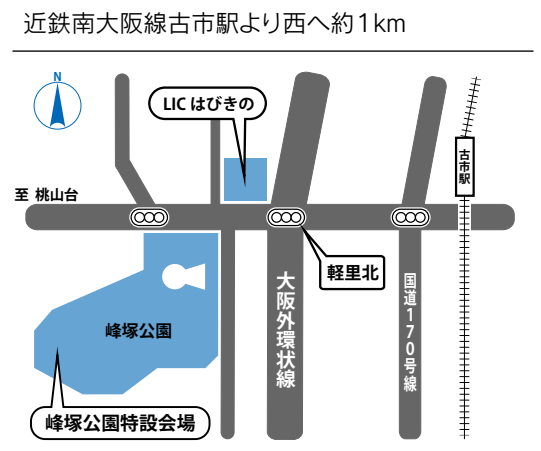 近鉄南大阪線古市駅より西へ約1km
N
LIC はびきの
古市駅
至 桃山台
軽里北
大阪外環状線
国道170号線
峰塚公園
峰塚公園特設会場